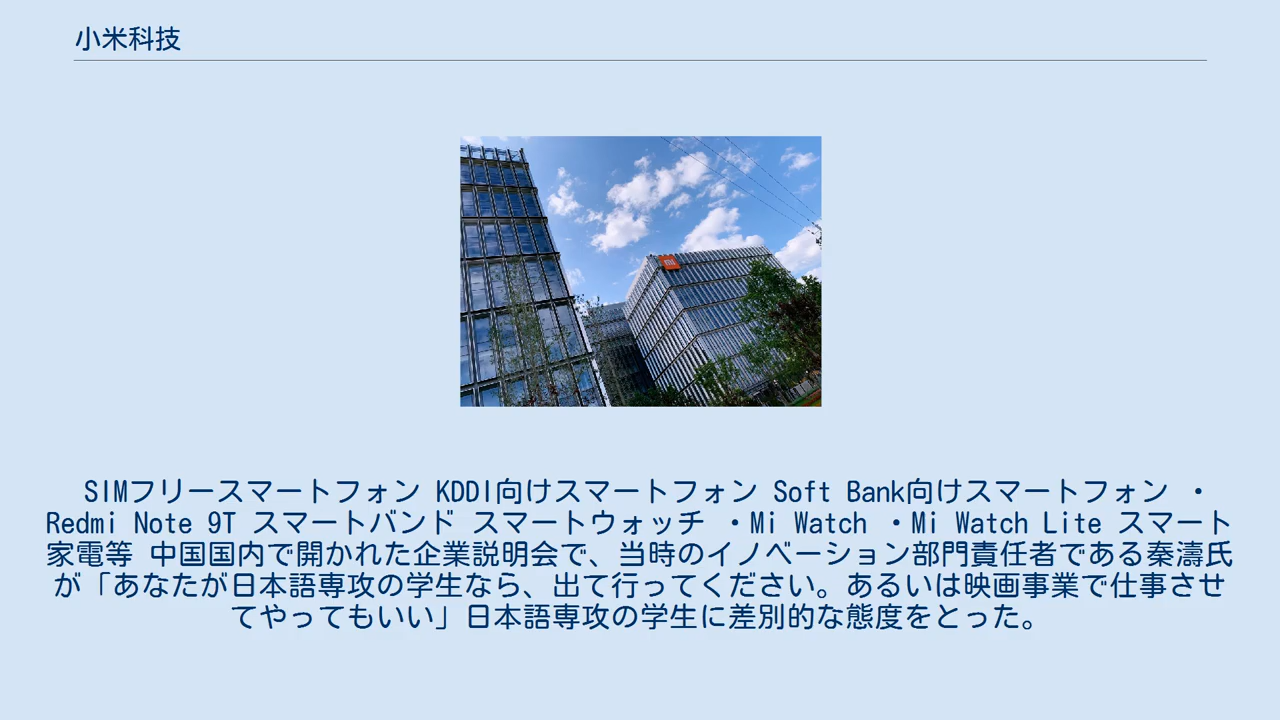 小米科技
SIMフリースマートフォン KDDI向けスマートフォン Soft Bank向けスマートフォン ・
Redmi Note 9T スマートバンド スマートウォッチ ・Mi Watch ・Mi Watch Lite スマート
家電等 中国国内で開かれた企業説明会で、当時のイノベーション部門責任者である秦濤氏
が「あなたが日本語専攻の学生なら、出て行ってください。あるいは映画事業で仕事させ
てやってもいい」日本語専攻の学生に差別的な態度をとった。